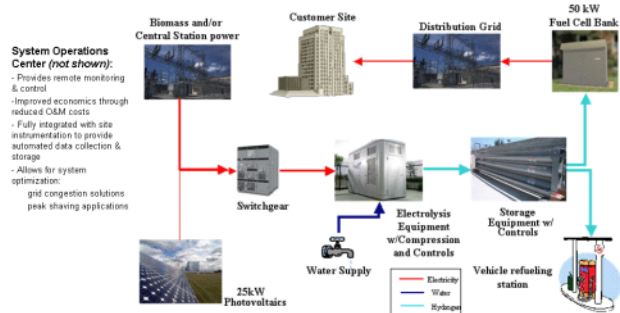 Biomass and/or
Central Station power
Customer Site
Distribution Grid
50 kW
Fuel Cell Bank
System Operations
Center (not shown):
- Provides remote monitoring
& control
-Improved economics through
reduced O&M costs
- Fully integrated with site
instrumentation to provide
automated data collection &
storage
- Allows for system
optimization:
grid congestion solutions
peak shaving applications
Switchgear
Electrolysis
Equipment
w/Compression
and Controls
Storage
Equipment w/
Controls
Water Supply
25kW
Photovoltaics
Vehicle refueling
station
Electricity
Water
Hydrogen